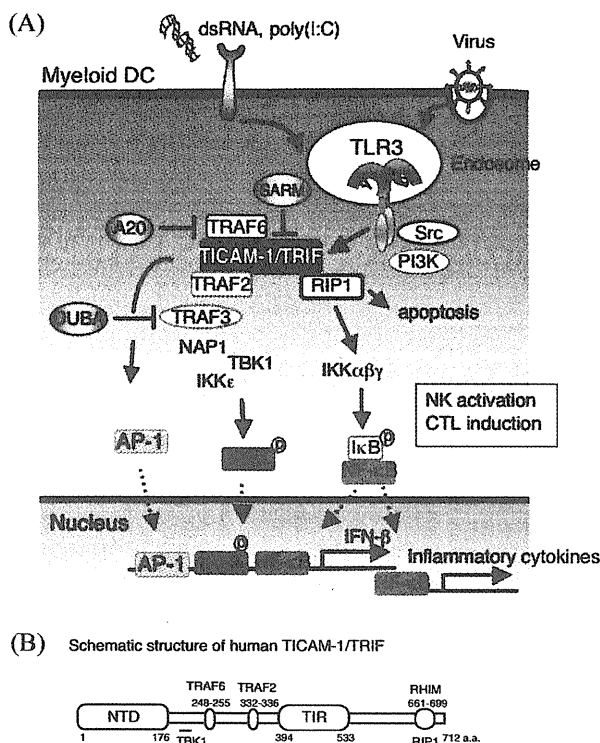 (A)
dsRNA, poly(I:C)
Virus
Myeloid DC
TLR3
Endosome
SARM
A20
TRAF6
Src
TICAM-1/TRIF
PI3K
TRAF2
RIP1
apoptosis
DUBA
TRAF3
NAP1
TBK1
IKKε
IKKαβγ
NK activation
CTL induction
AP-1
P
IκB
P
Nucleus
IFN-β
P
AP-1
Inflammatory cytokines
(B) Schematic structure of human TICAM-1/TRIF
TRAF6 TRAF2 RHIM
248-255 332-336 661-699
NTD TIR
1 176 394 533 712 a.a.
TBK1 RIP1